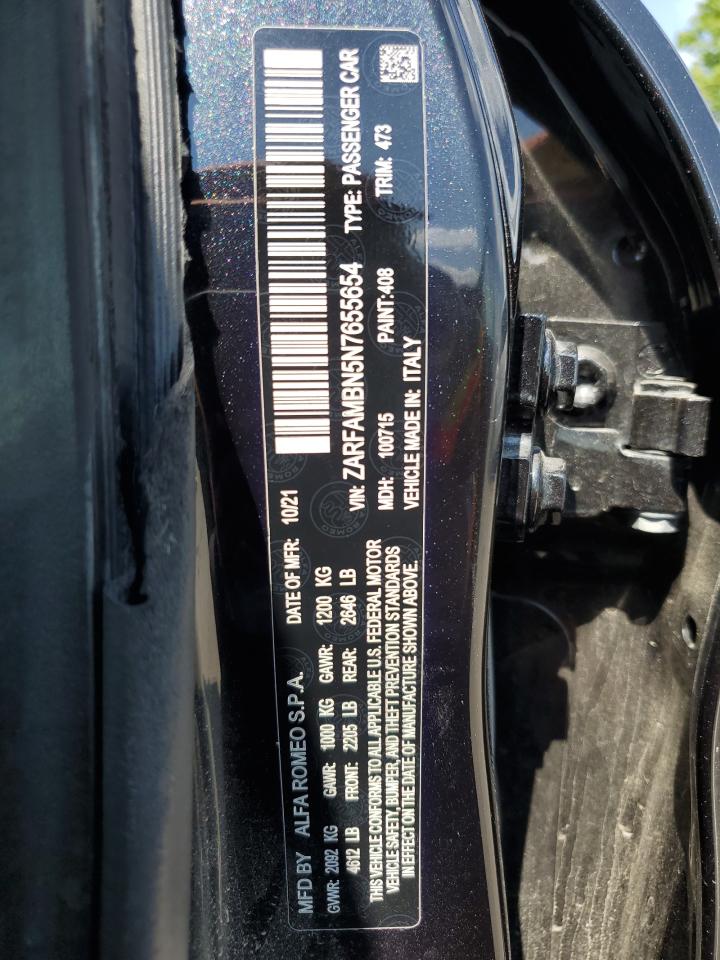 MFD BY ALFA ROMEO S.P.A. DATE OF MFR: 10/21
GVWR: 2092 KG GAWR: 1000 KG GAWR: 1200 KG
4612 LB FRONT: 2205 LB REAR: 2646 LB
THIS VEHICLE CONFORMS TO ALL APPLICABLE U.S. FEDERAL MOTOR
VEHICLE SAFETY, BUMPER, AND THEFT PREVENTION STANDARDS
IN EFFECT ON THE DATE OF MANUFACTURE SHOWN ABOVE.
VIN: ZARFAMBN5N7655654 TYPE: PASSENGER CAR
MDH: 100715 PAINT: 408 TRIM: 473
VEHICLE MADE IN: ITALY